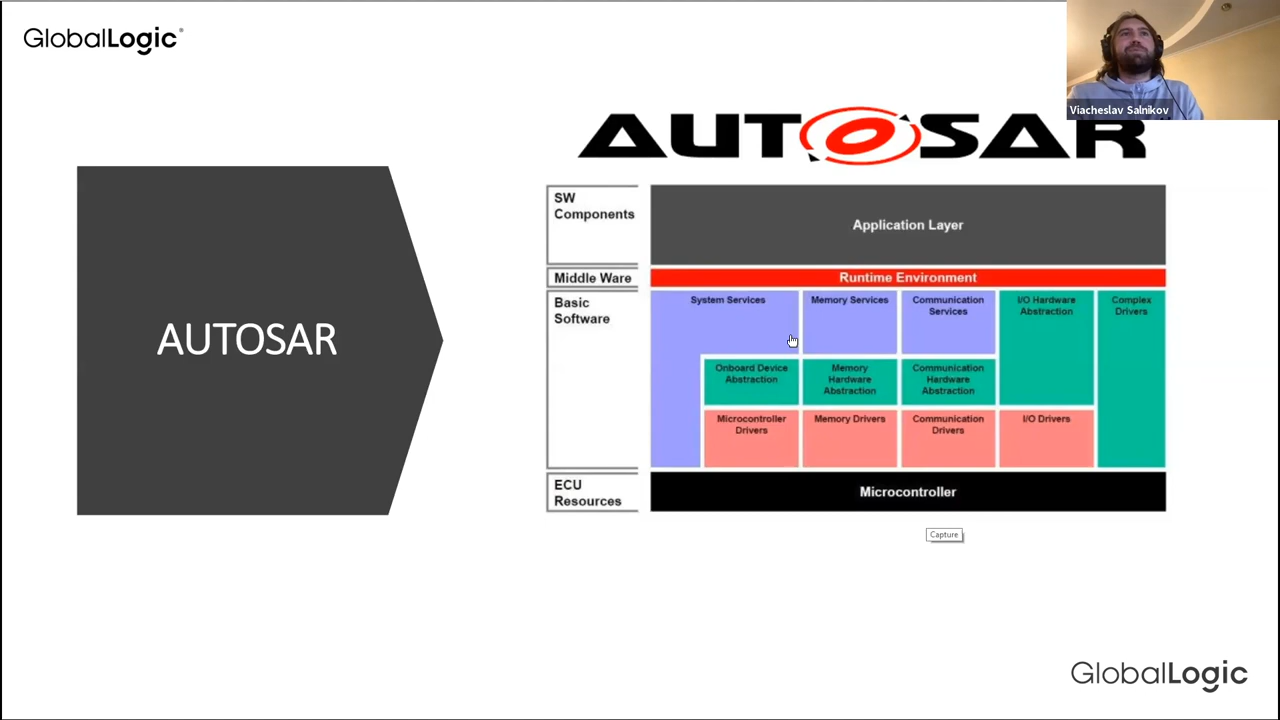 GlobalLogic®
Viacheslav Salnikov
AUTOSAR
AUTOSAR
SW
Components
Application Layer
Middle Ware
Runtime Environment
Basic
Software
System Services
Memory Services
Communication
Services
I/O Hardware
Abstraction
Complex
Drivers
Onboard Device
Abstraction
Memory
Hardware
Abstraction
Communication
Hardware
Abstraction
Microcontroller
Drivers
Memory Drivers
Communication
Drivers
I/O Drivers
ECU
Resources
Microcontroller
Capture
GlobalLogic